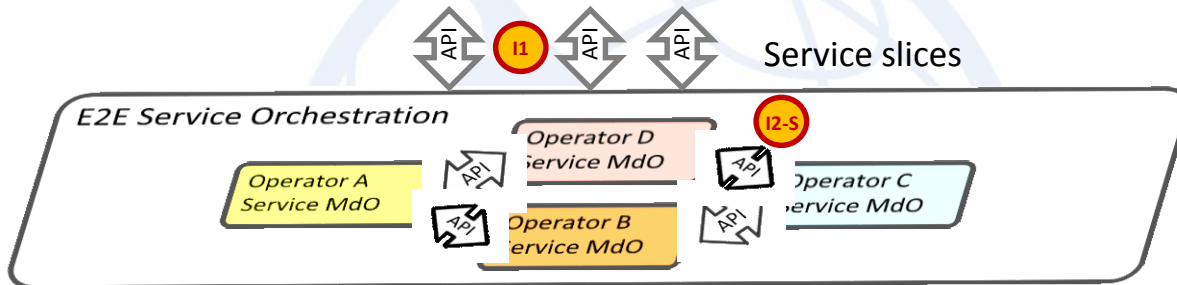 API
I1
API
API
Service slices
E2E Service Orchestration
I2-S
Operator D
Service MdO
API
API
Operator A
Service MdO
Operator C
Service MdO
API
API
Operator B
Service MdO